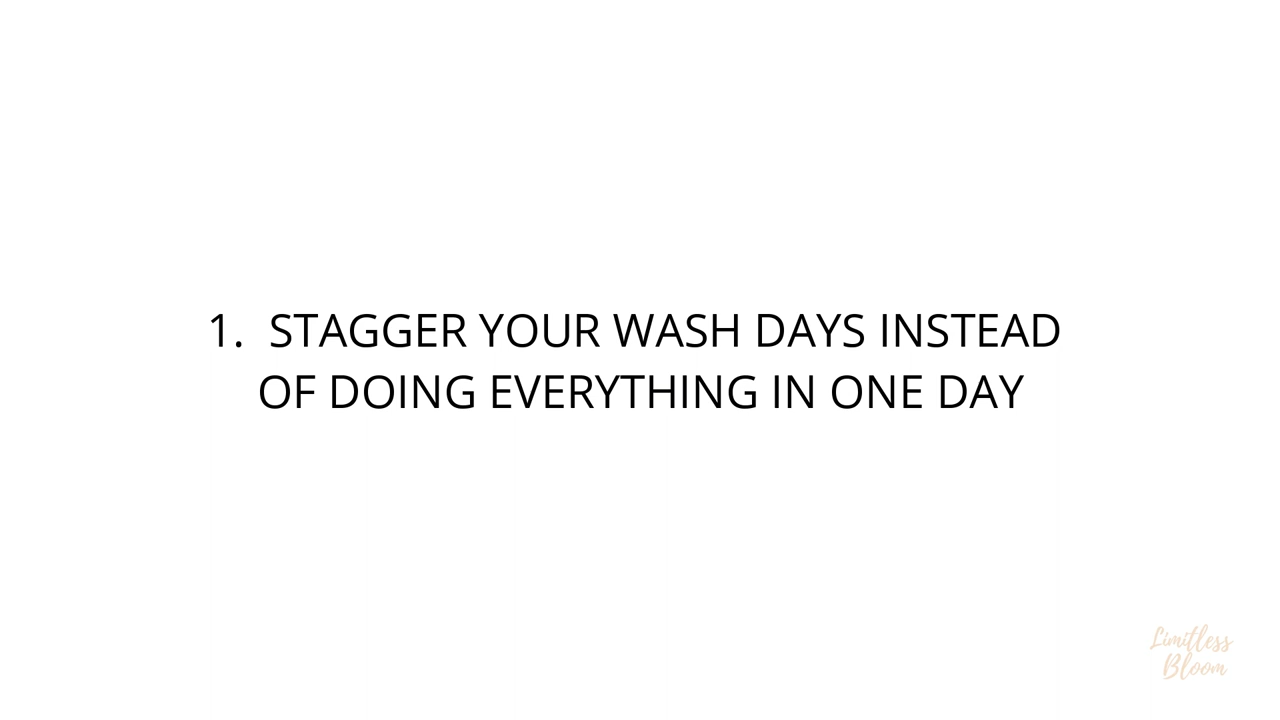 1. STAGGER YOUR WASH DAYS INSTEAD
OF DOING EVERYTHING IN ONE DAY
Limitless
Bloom